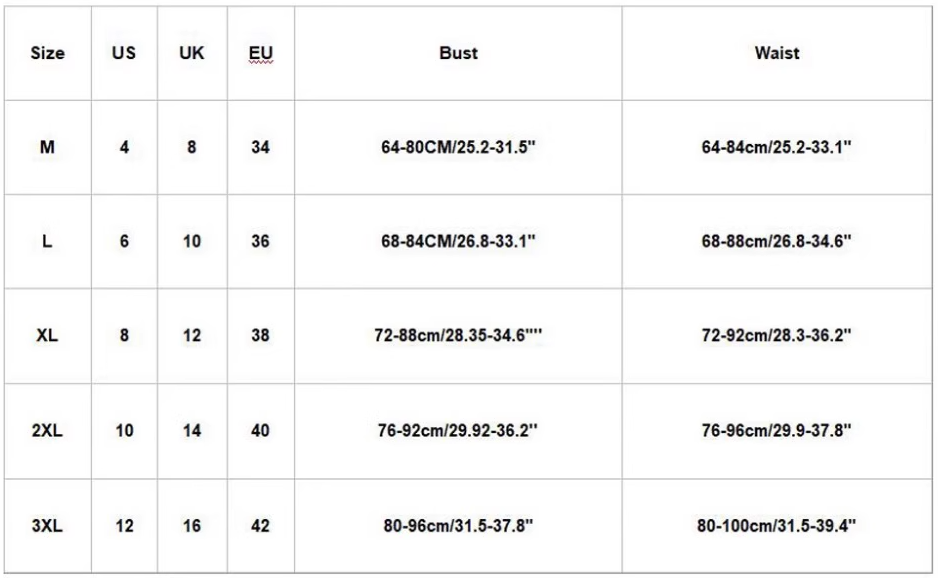 Size US UK EU Bust Waist
M 4 8 34 64-80CM/25.2-31.5" 64-84cm/25.2-33.1"
L 6 10 36 68-84CM/26.8-33.1" 68-88cm/26.8-34.6"
XL 8 12 38 72-88cm/28.35-34.6"" 72-92cm/28.3-36.2"
2XL 10 14 40 76-92cm/29.92-36.2" 76-96cm/29.9-37.8"
3XL 12 16 42 80-96cm/31.5-37.8" 80-100cm/31.5-39.4"